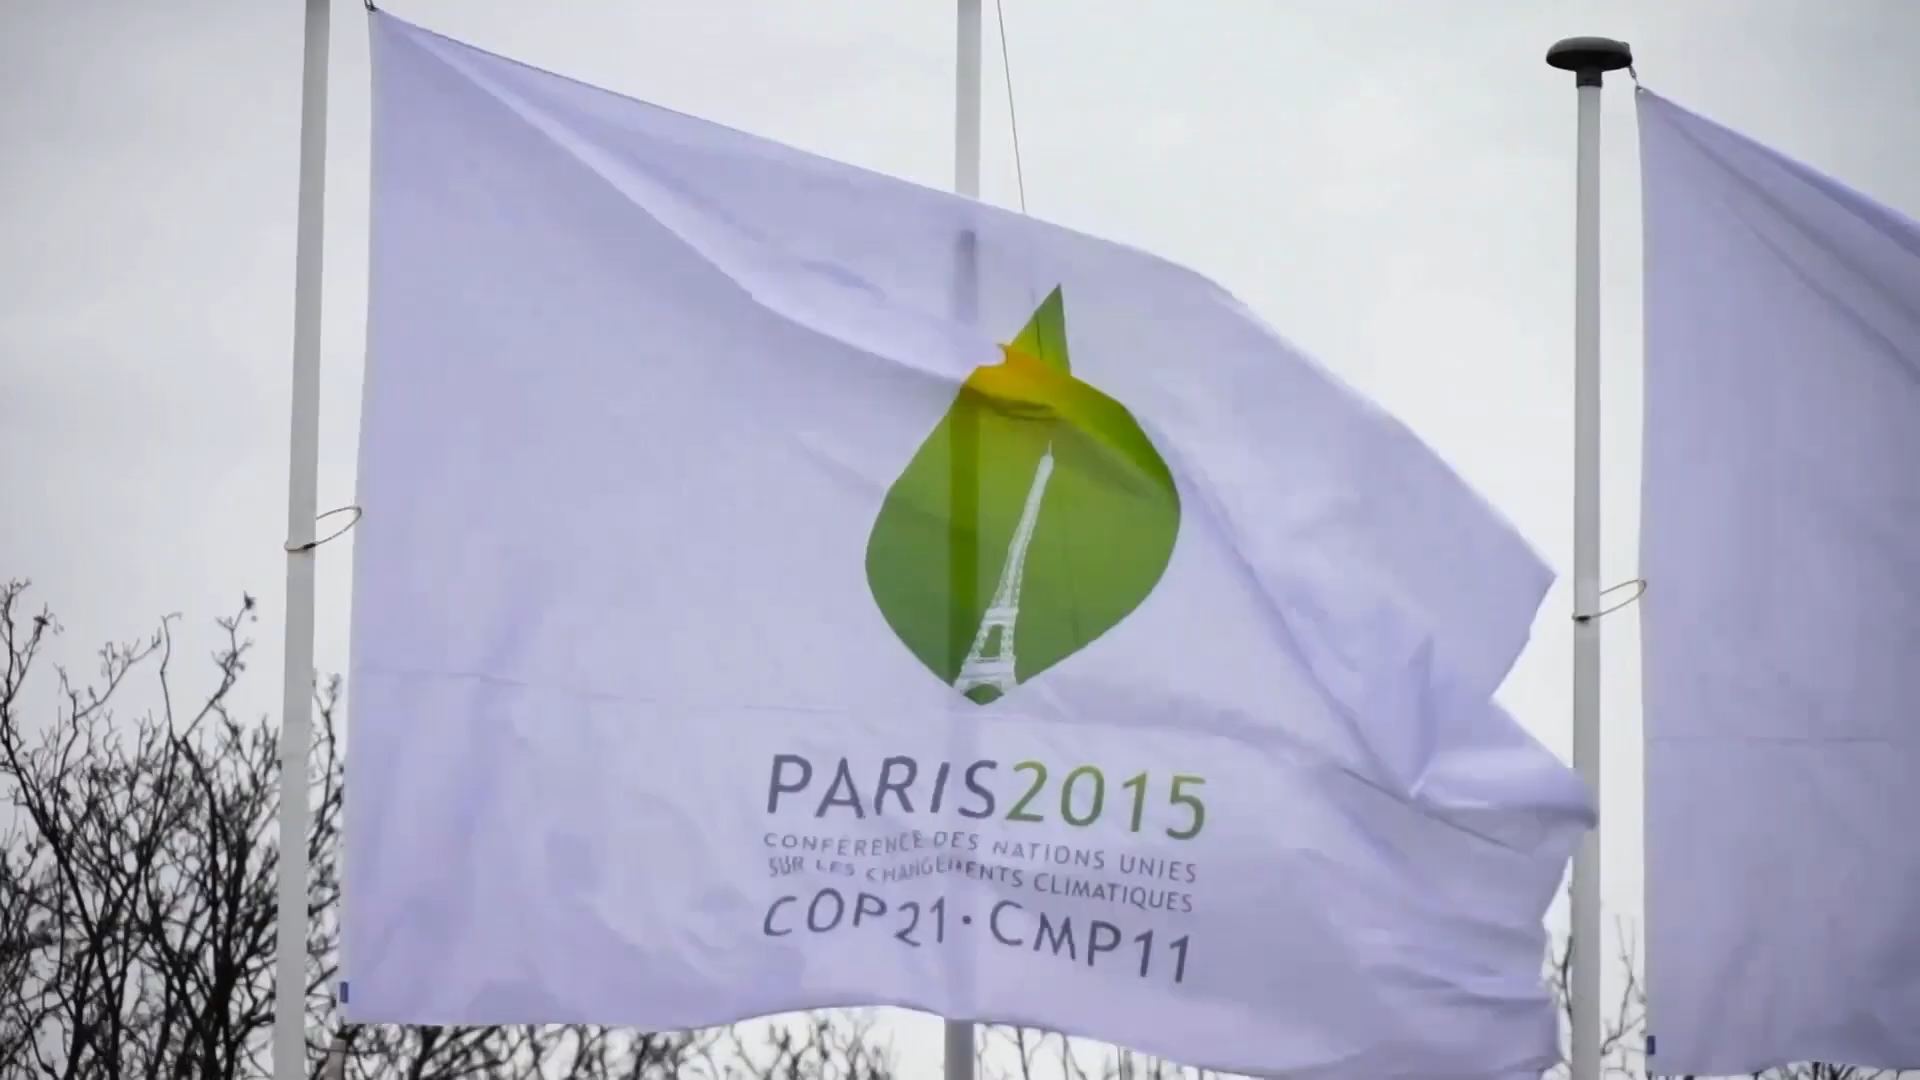 PARIS2015
CONFÉRENCE DES NATIONS UNIES
SUR LES CHANGEMENTS CLIMATIQUES
COP21·CMP11